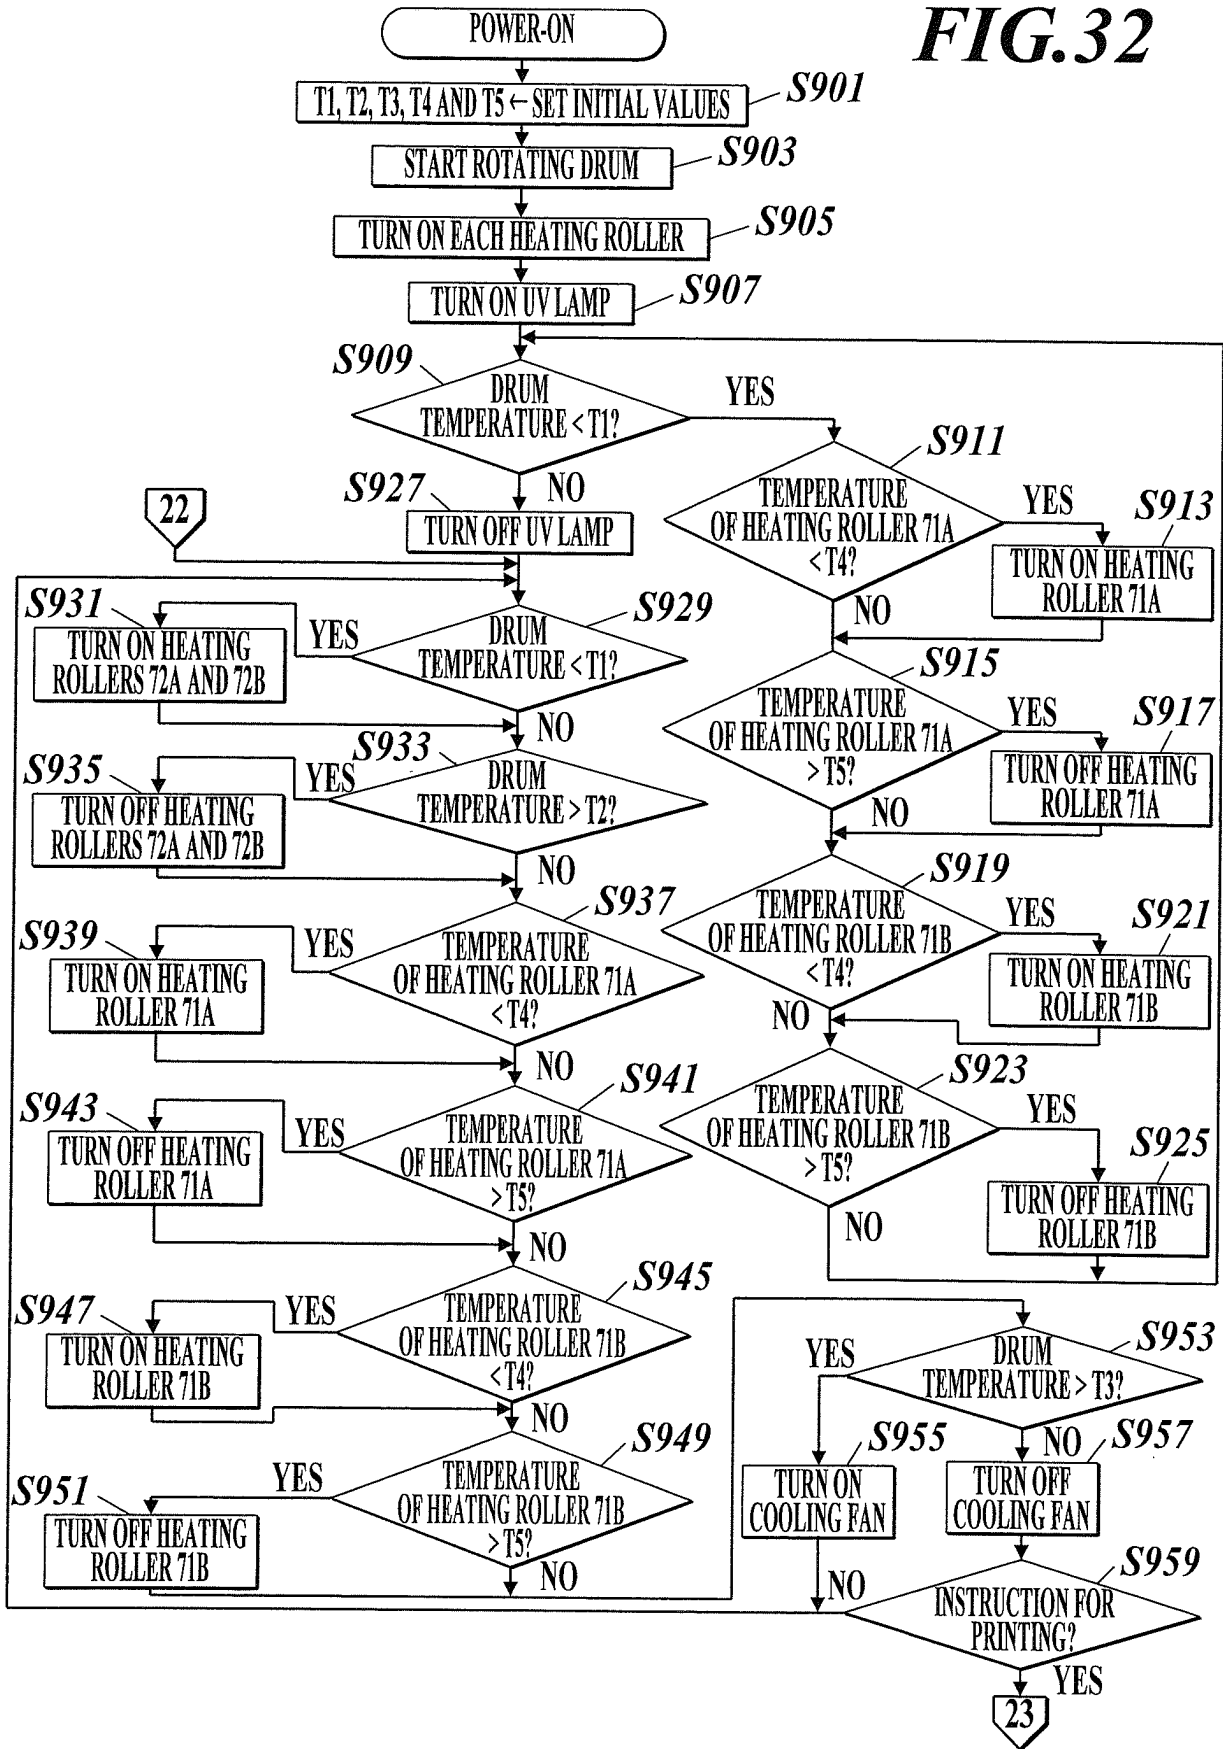 FIG.32
POWER-ON
S901
T1, T2, T3, T4 AND T5 ← SET INITIAL VALUES
S903
START ROTATING DRUM
S905
TURN ON EACH HEATING ROLLER
S907
TURN ON UV LAMP
S909
DRUM
TEMPERATURE < T1?
YES
NO
S911
TEMPERATURE
OF HEATING ROLLER 71A
< T4?
YES
NO
S913
TURN ON HEATING
ROLLER 71A
S915
TEMPERATURE
OF HEATING ROLLER 71A
> T5?
YES
NO
S917
TURN OFF HEATING
ROLLER 71A
S919
TEMPERATURE
OF HEATING ROLLER 71B
< T4?
YES
NO
S921
TURN ON HEATING
ROLLER 71B
S923
TEMPERATURE
OF HEATING ROLLER 71B
> T5?
YES
NO
S925
TURN OFF HEATING
ROLLER 71B
S927
TURN OFF UV LAMP
22
S929
DRUM
TEMPERATURE < T1?
YES
NO
S931
TURN ON HEATING
ROLLERS 72A AND 72B
S933
DRUM
TEMPERATURE > T2?
YES
NO
S935
TURN OFF HEATING
ROLLERS 72A AND 72B
S937
TEMPERATURE
OF HEATING ROLLER 71A
< T4?
YES
NO
S939
TURN ON HEATING
ROLLER 71A
S941
TEMPERATURE
OF HEATING ROLLER 71A
> T5?
YES
NO
S943
TURN OFF HEATING
ROLLER 71A
S945
TEMPERATURE
OF HEATING ROLLER 71B
< T4?
YES
NO
S947
TURN ON HEATING
ROLLER 71B
S949
TEMPERATURE
OF HEATING ROLLER 71B
> T5?
YES
NO
S951
TURN OFF HEATING
ROLLER 71B
S953
DRUM
TEMPERATURE > T3?
YES
NO
S955
TURN ON
COOLING FAN
S957
TURN OFF
COOLING FAN
S959
INSTRUCTION FOR
PRINTING?
NO
YES
23